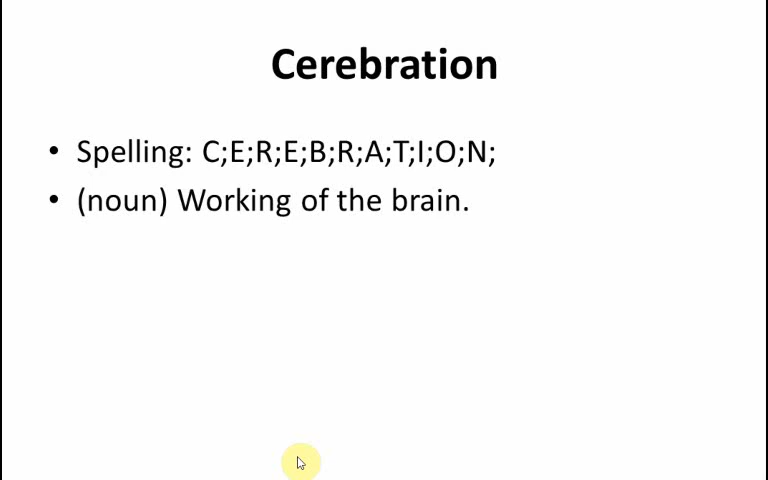 Cerebration
• Spelling: C;E;R;E;B;R;A;T;I;O;N;
• (noun) Working of the brain.